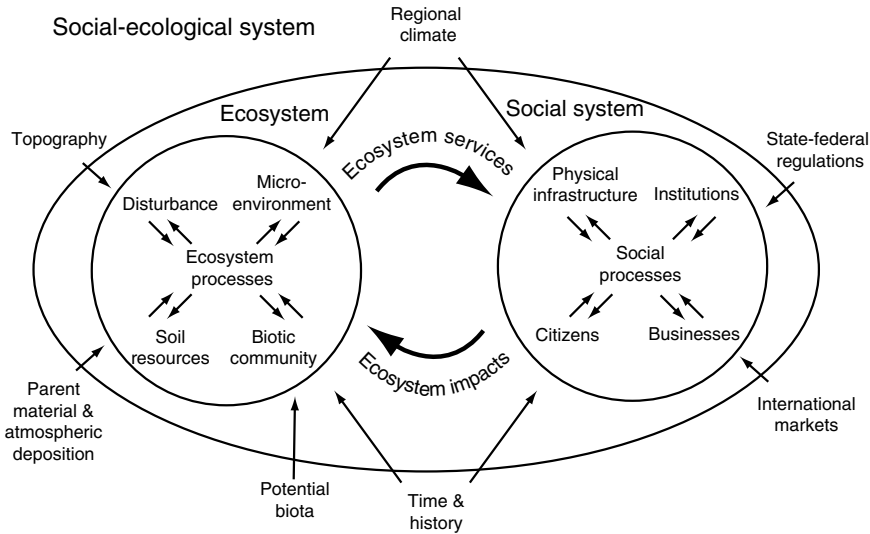 Social-ecological system
Regional
climate
Ecosystem
Social system
Topography
Ecosystem services
State-federal
regulations
Disturbance
Micro-
environment
Ecosystem
processes
Soil
resources
Biotic
community
Physical
infrastructure
Institutions
Social
processes
Citizens
Businesses
Ecosystem impacts
Parent
material &
atmospheric
deposition
Potential
biota
Time &
history
International
markets